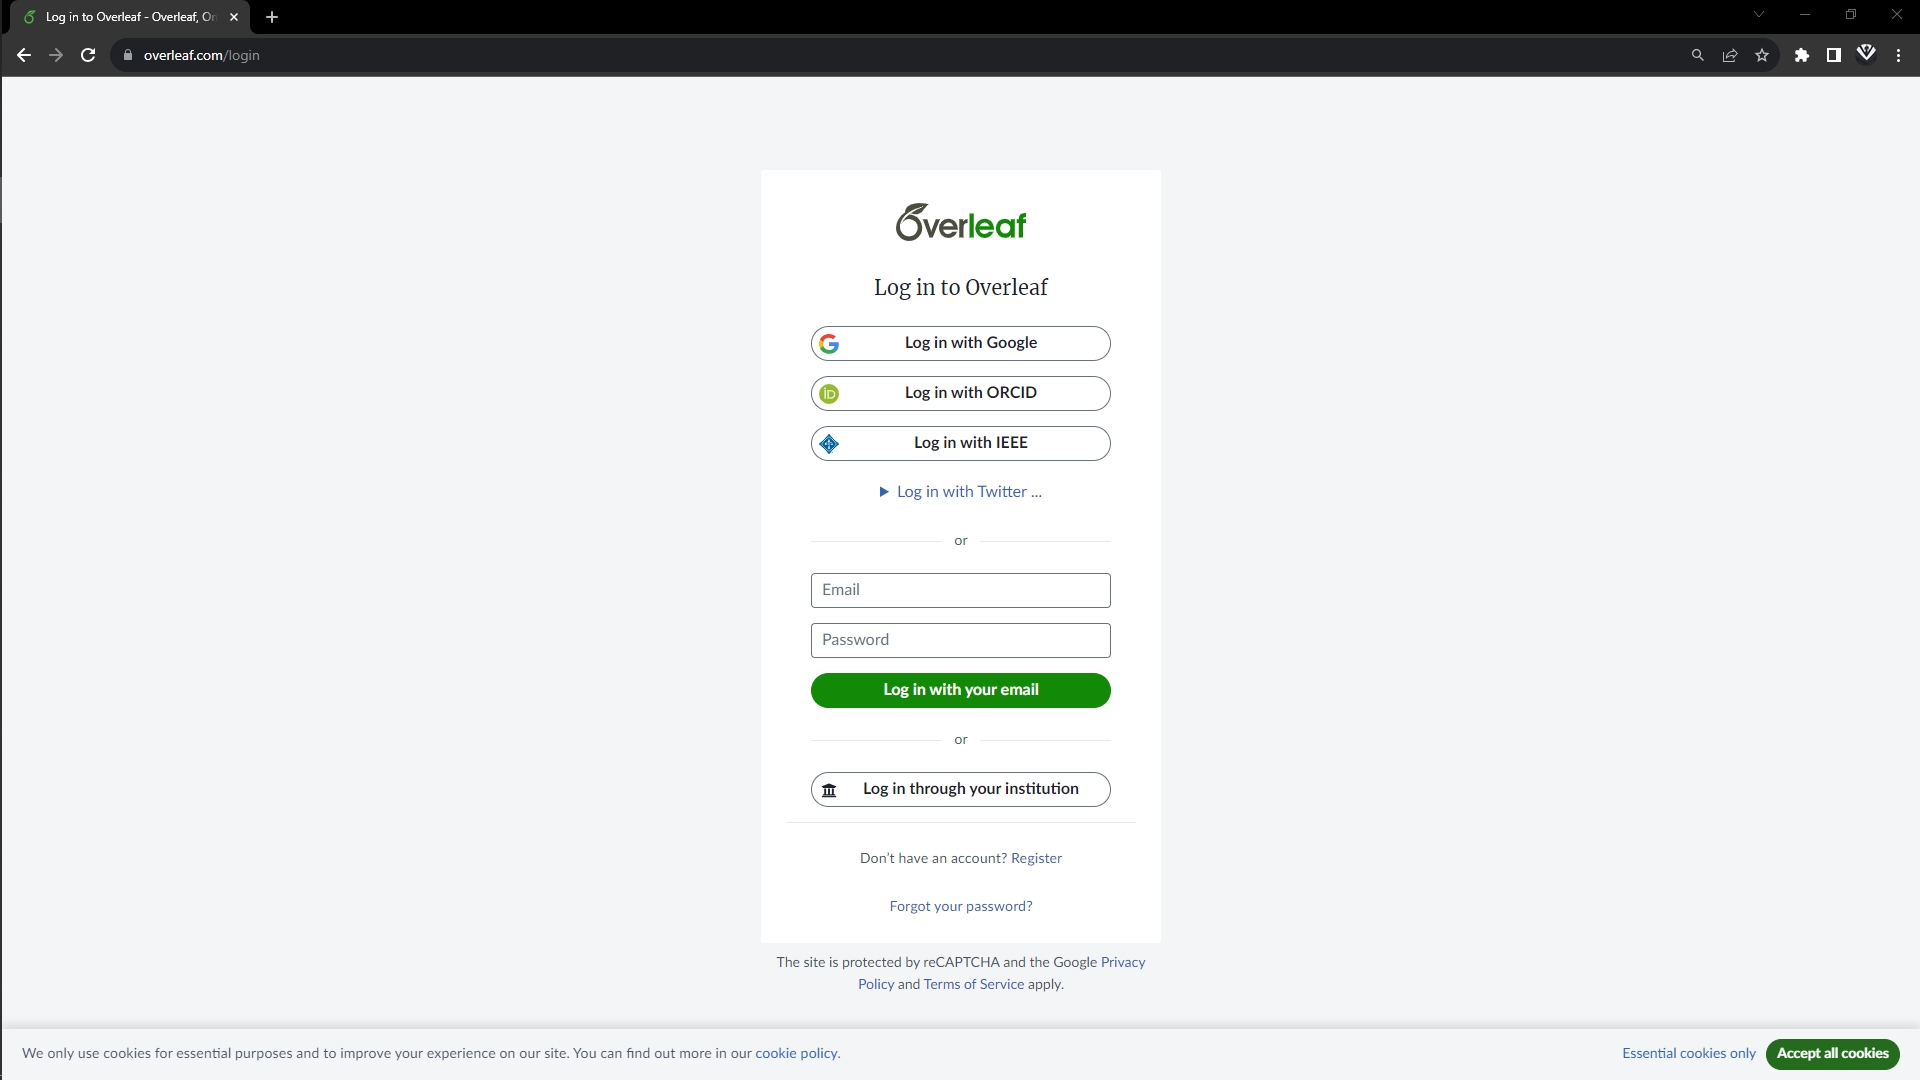 Log in to Overleaf - Overleaf, On
overleaf.com/login
Overleaf
Log in to Overleaf
Log in with Google
iD
Log in with ORCID
Log in with IEEE
Log in with Twitter ...
or
Email
Password
Log in with your email
or
Log in through your institution
Don't have an account? Register
Forgot your password?
The site is protected by reCAPTCHA and the Google Privacy
Policy and Terms of Service apply.
We only use cookies for essential purposes and to improve your experience on our site. You can find out more in our cookie policy.
Essential cookies only
Accept all cookies